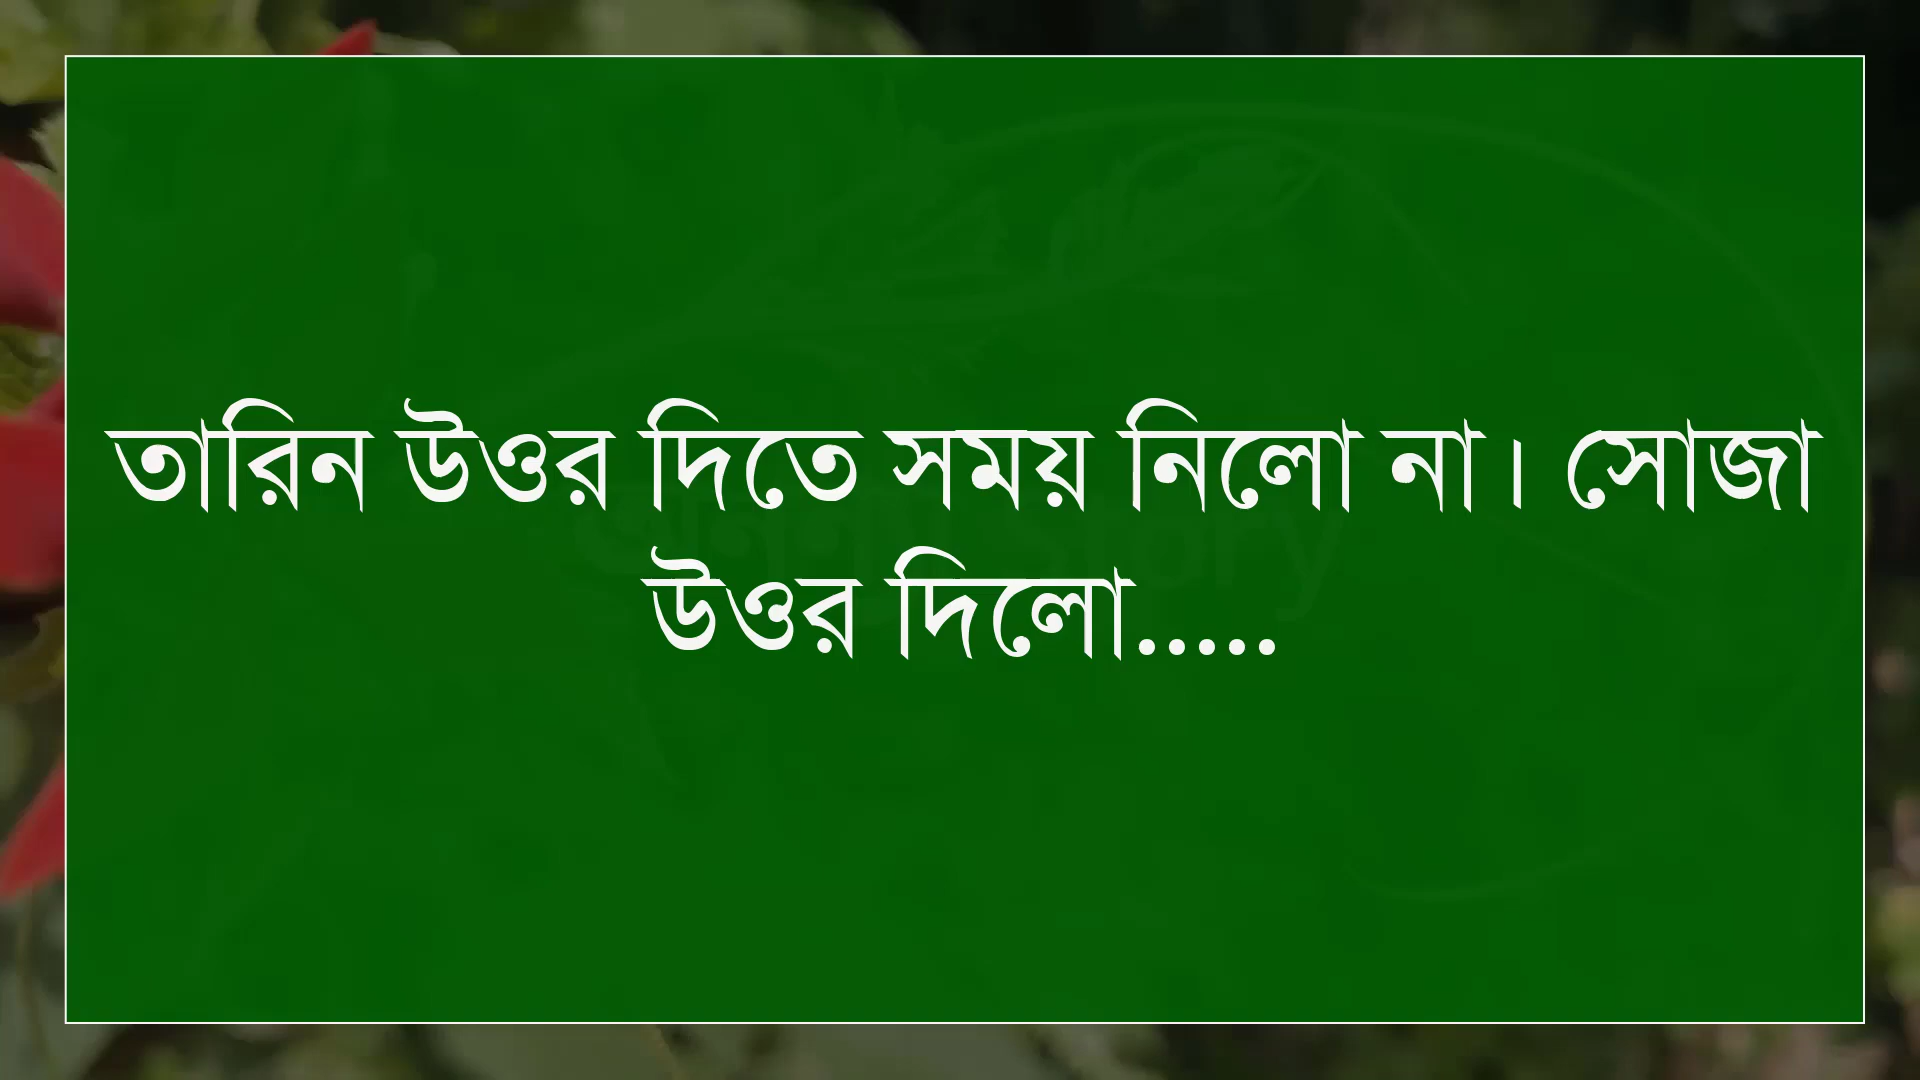 তারিন উওর দিতে সময় নিলো না। সোজা
উওর দিলো.....